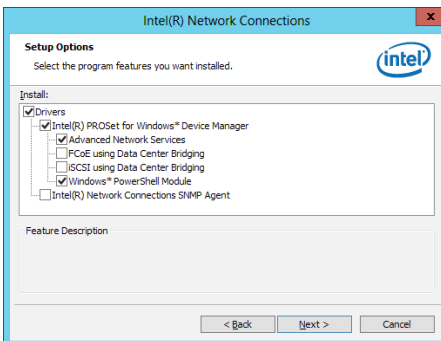 Intel(R) Network Connections
x
Setup Options
Select the program features you want installed.
intel
Install:
Drivers
Intel(R) PROSet for Windows* Device Manager
Advanced Network Services
FCoE using Data Center Bridging
iSCSI using Data Center Bridging
Windows* PowerShell Module
Intel(R) Network Connections SNMP Agent
Feature Description
< Back
Next >
Cancel